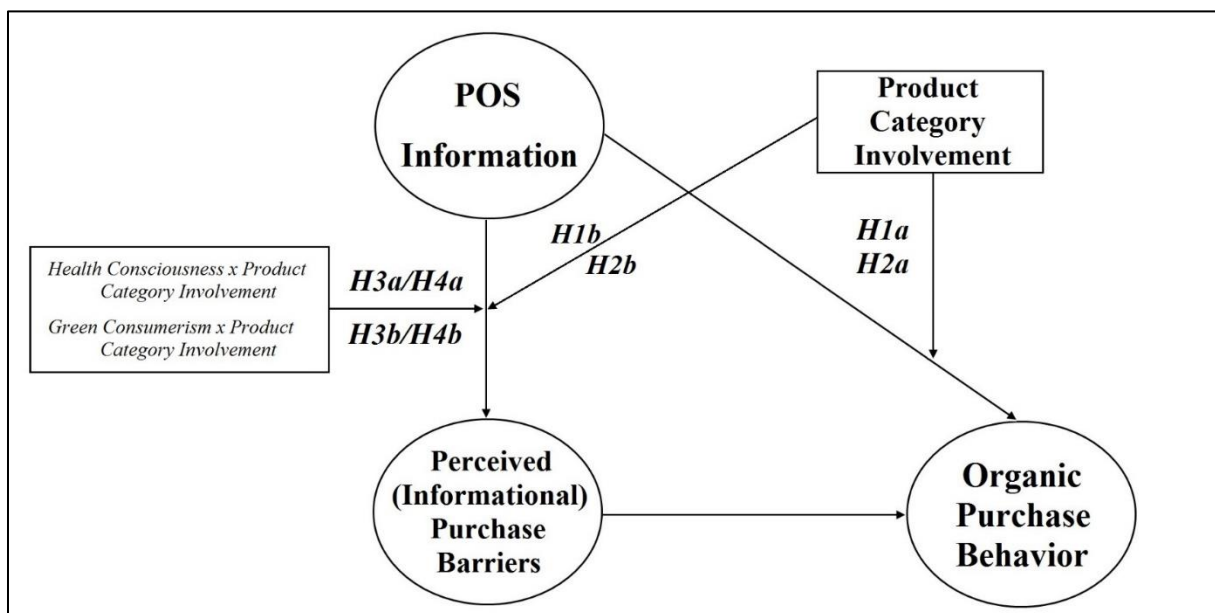 POS
Information
Product
Category
Involvement
H1b
H2b
H1a
H2a
Health Consciousness x Product
Category Involvement
Green Consumerism x Product
Category Involvement
H3a/H4a
H3b/H4b
Perceived
(Informational)
Purchase
Barriers
Organic
Purchase
Behavior